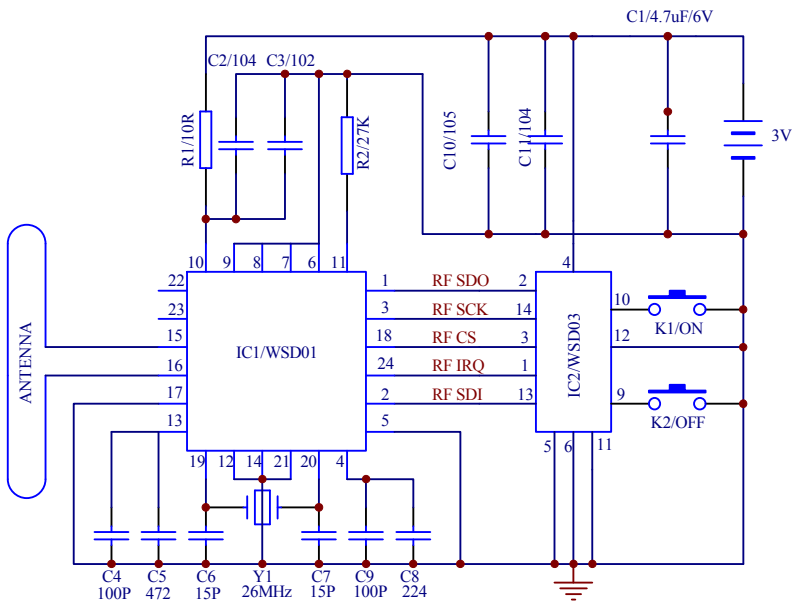 C1/4.7uF/6V
C2/104 C3/102
R1/10R
R2/27K
C10/105
C11/104
3V
10 9 8 7 6 11 4
22 1 RF SDO 2 10
23 3 RF SCK 14 K1/ON
15 18 RF CS 3 12
IC1/WSD01
IC2/WSD03
ANTENNA
16 24 RF IRQ 1
17 2 RF SDI 13 9
13 5 K2/OFF
19 12 14 21 20 4 5 6 11
C4 C5 C6 Y1 C7 C9 C8
100P 472 15P 26MHz 15P 100P 224